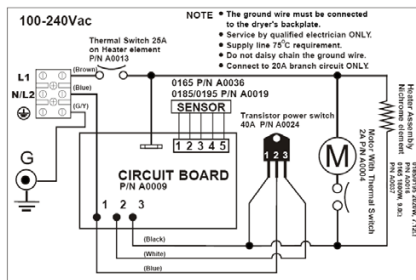 100-240Vac
NOTE
• The ground wire must be connected
to the dryer's backplate.
• Service by qualified electrician ONLY.
• Supply line 75°C requirement.
• Do not daisy chain the ground wire.
• Connect to 20A branch circuit ONLY.
Thermal Switch 25A
on Heater element
P/N A0013
L1
(Brown)
N/L2
(Blue)
(G/Y)
G
0165 P/N A0036
0185/0195 P/N A0019
SENSOR
1 2 3 4 5
Transistor power switch
40A P/N A0024
1 2 3
CIRCUIT BOARD
P/N A0009
1 2 3
(Black)
(White)
(Blue)
M
Motor With Thermal Switch
2A P/N A0004
Heater Assembly
Nichrome element
P/N A0016
P/N A0037